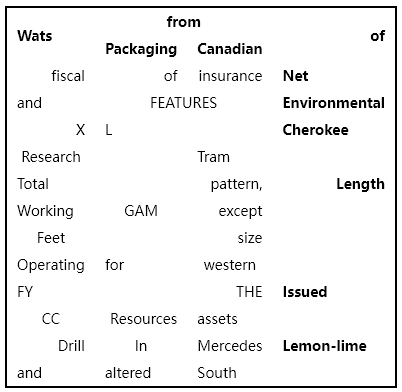 Wats from of
Packaging Canadian
fiscal of insurance Net
and FEATURES Environmental
X L Cherokee
Research Tram
Total pattern, Length
Working GAM except
Feet size
Operating for western
FY THE Issued
CC Resources assets
Drill In Mercedes Lemon-lime
and altered South